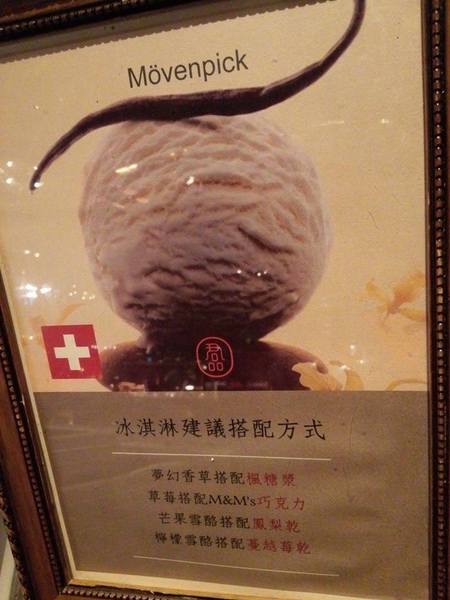 Mövenpick
君品
冰淇淋建議搭配方式
夢幻香草搭配楓糖漿
草莓搭配M&M's巧克力
芒果雪酪搭配鳳梨乾
檸檬雪酪搭配蔓越莓乾